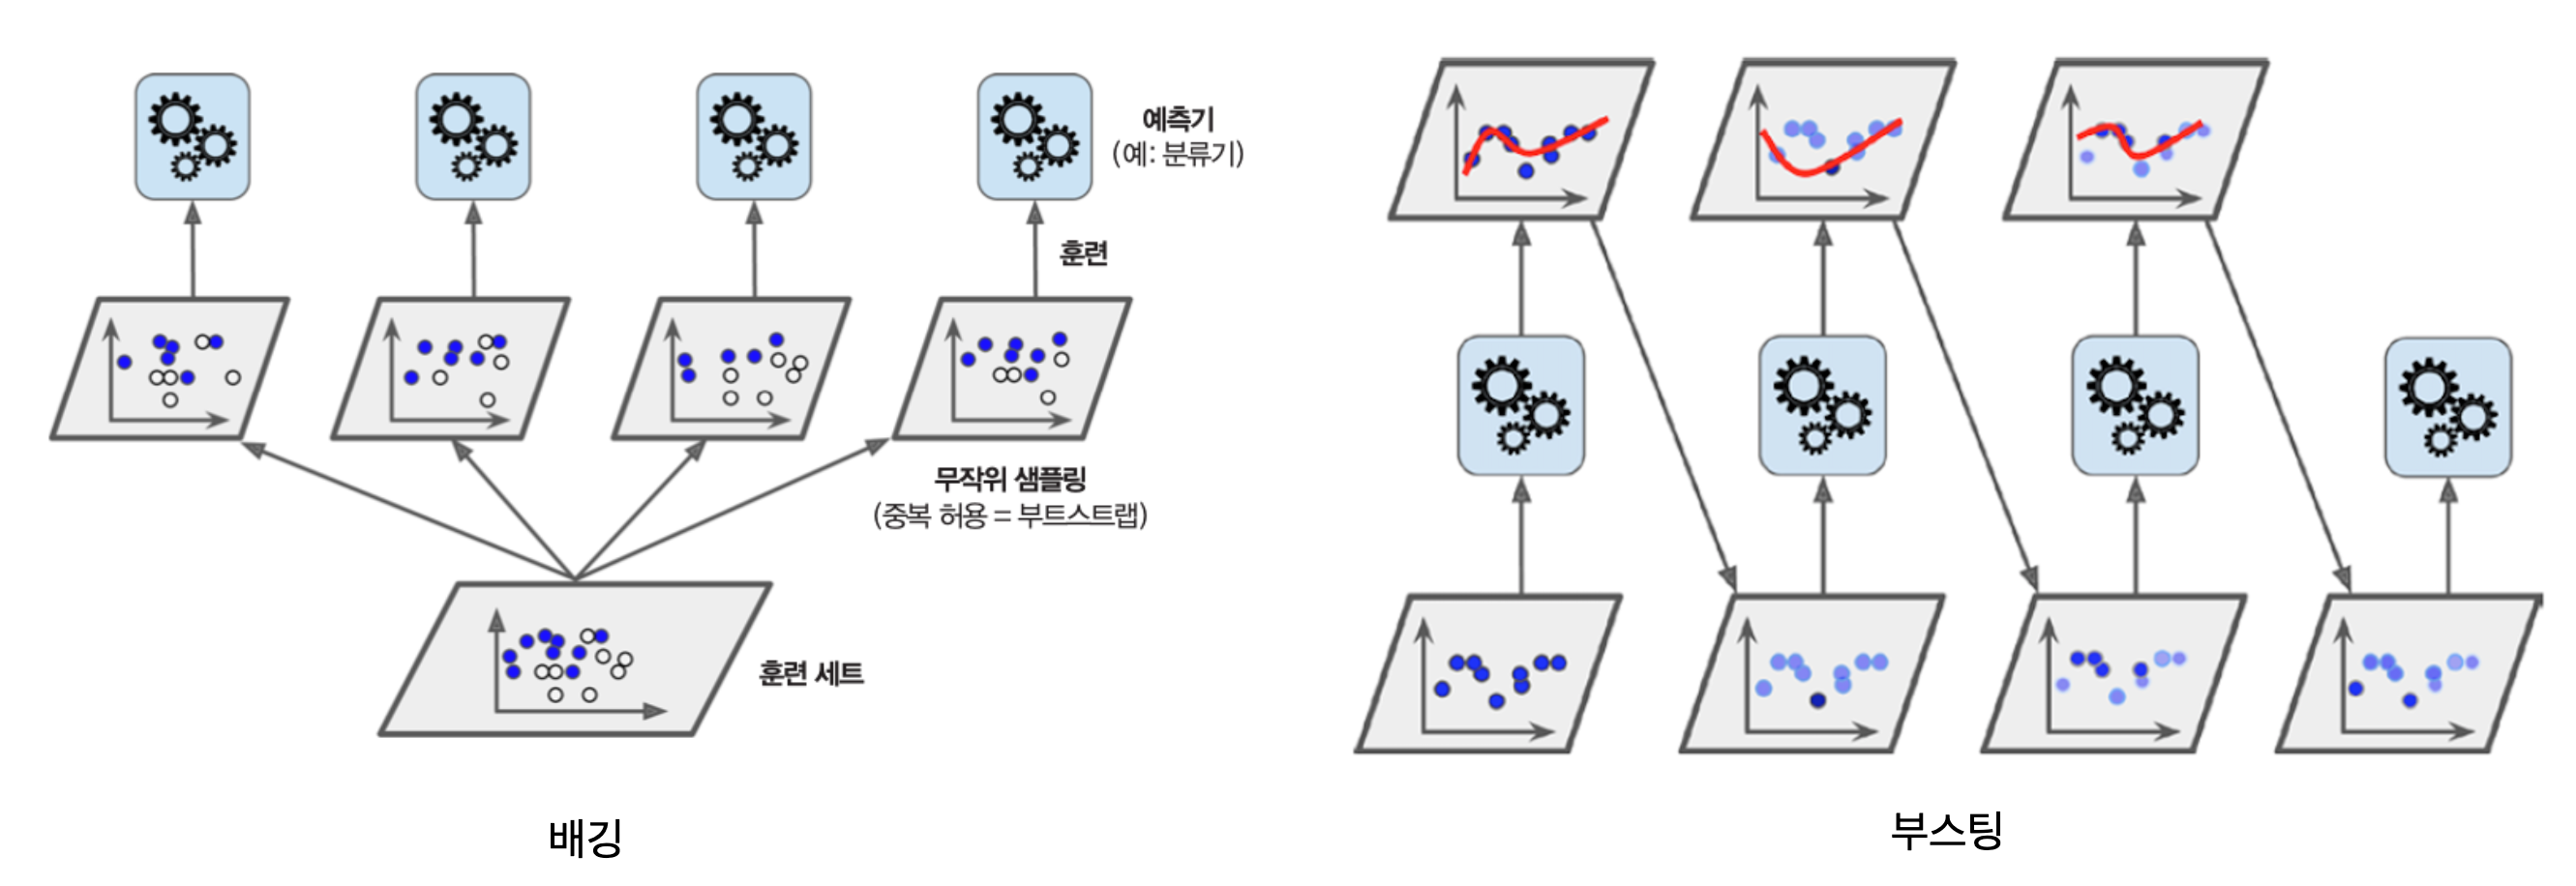 예측기
(예: 분류기)
훈련
무작위 샘플링
(중복 허용 = 부트스트랩)
훈련 세트
배깅
부스팅